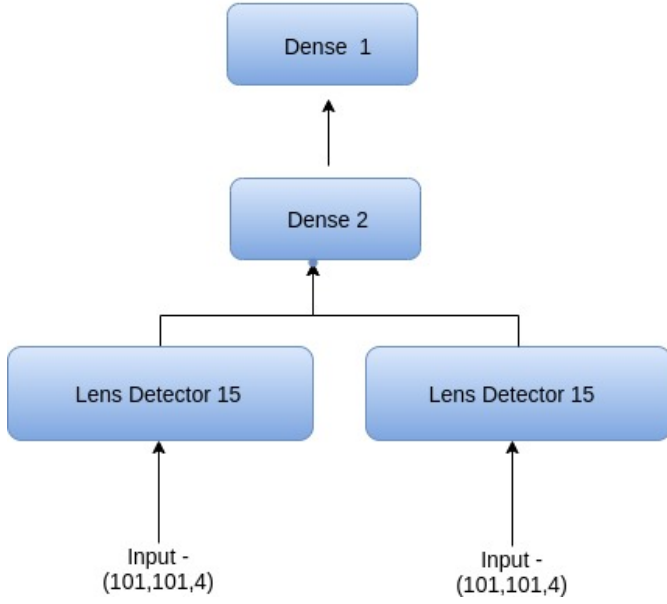 Dense 1
Dense 2
Lens Detector 15
Lens Detector 15
Input -
(101,101,4)
Input -
(101,101,4)